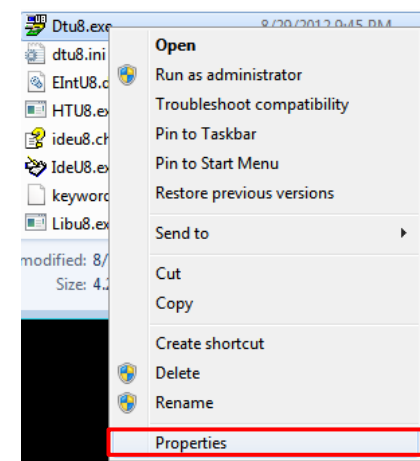 Dtu8.exe 8/29/2012 9:45 PM
dtu.ini
EIntU8.c
HTU8.ex
ideu8.ch
IdeU8.ex
keyword
Libu8.ex
modified: 8/
Size: 4.2
Open
Run as administrator
Troubleshoot compatibility
Pin to Taskbar
Pin to Start Menu
Restore previous versions
Send to
Cut
Copy
Create shortcut
Delete
Rename
Properties